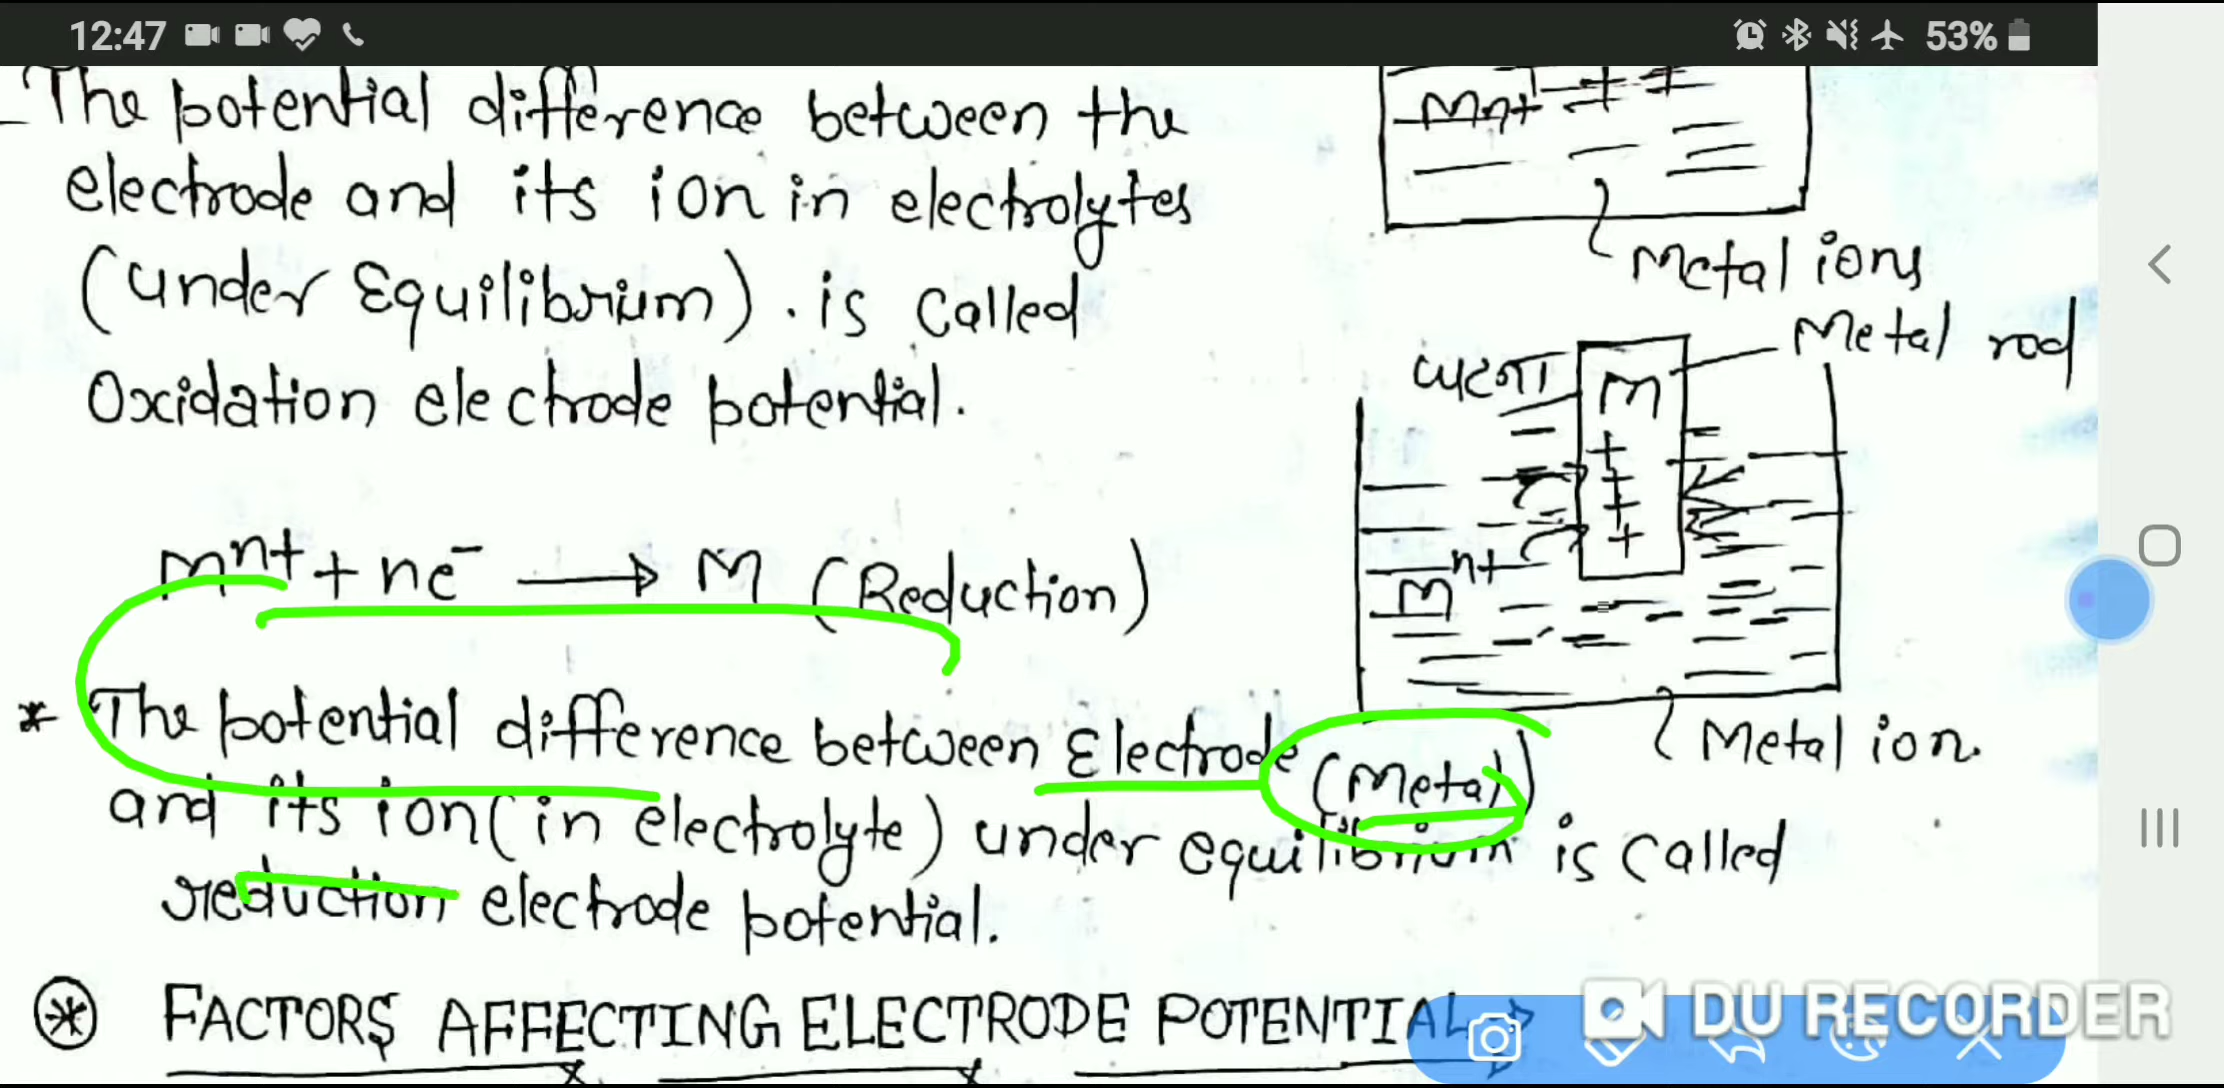 12:47
53%
The potential difference between the
electrode and its ion in electrolytes
(under Equilibrium). is called
Oxidation electrode potential.
Mn+
Metal ions
Metal rod
M
+
+
+
+
Mn+
Metal ion.
Mn+ + ne- → M (Reduction)
* The potential difference between Electrode (Metal)
and its ion (in electrolyte) under equilibrium is called
reduction electrode potential.
* FACTORS AFFECTING ELECTRODE POTENTIAL →
DU RECORDER